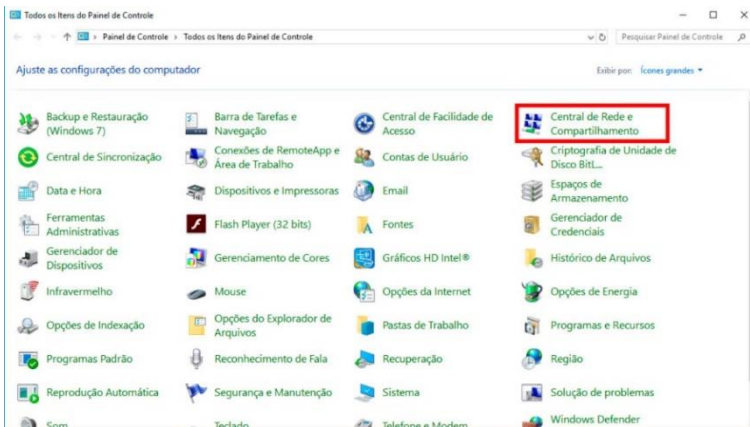 Todos os Itens do Painel de Controle
Painel de Controle > Todos os Itens do Painel de Controle
Pesquisar Painel de Controle
Ajuste as configurações do computador
Exibir por: Ícones grandes
Backup e Restauração
(Windows 7)
Barra de Tarefas e
Navegação
Central de Facilidade de
Acesso
Central de Rede e
Compartilhamento
Central de Sincronização
Conexões de RemoteApp e
Área de Trabalho
Contas de Usuário
Criptografia de Unidade de
Disco BitL...
Data e Hora
Dispositivos e Impressoras
Email
Espaços de
Armazenamento
Ferramentas
Administrativas
Flash Player (32 bits)
Fontes
Gerenciador de
Credenciais
Gerenciador de
Dispositivos
Gerenciamento de Cores
Gráficos HD Intel®
Histórico de Arquivos
Infravermelho
Mouse
Opções da Internet
Opções de Energia
Opções de Indexação
Opções do Explorador de
Arquivos
Pastas de Trabalho
Programas e Recursos
Programas Padrão
Reconhecimento de Fala
Recuperação
Região
Reprodução Automática
Segurança e Manutenção
Sistema
Solução de problemas
Som
Teclado
Telefone e Modem
Windows Defender